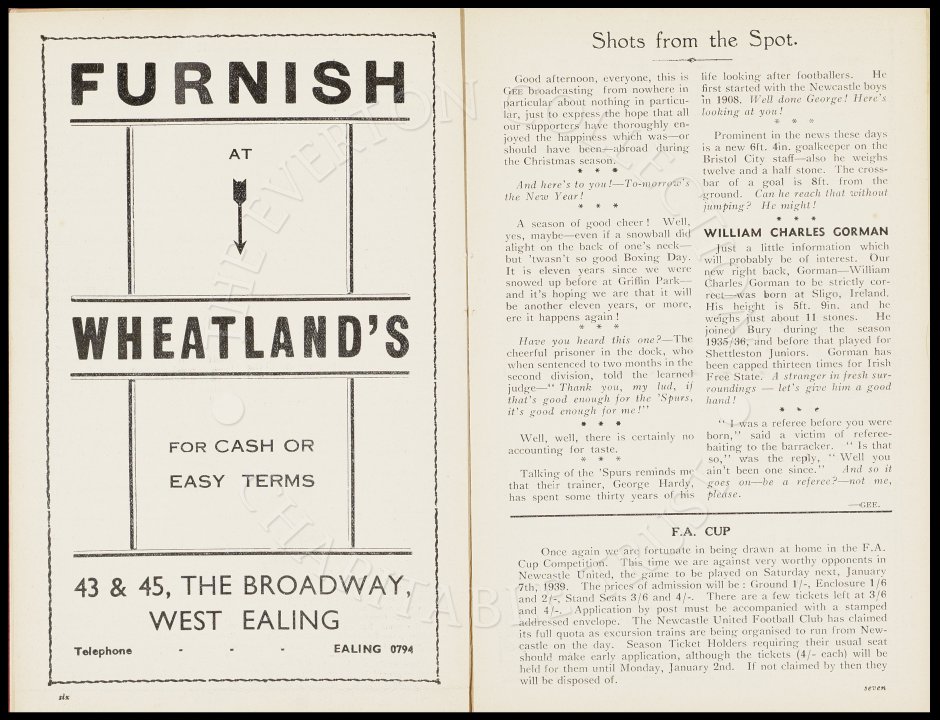 FURNISH
AT
WHEATLAND'S
FOR CASH OR
EASY TERMS
43 & 45, THE BROADWAY,
WEST EALING
Telephone - - - EALING 0794
six
Shots from the Spot.
Good afternoon, everyone, this is
GEE broadcasting from nowhere in
particular about nothing in particu-
lar, just to express the hope that all
our supporters have thoroughly en-
joyed the happiness which was—or
should have been—abroad during
the Christmas season.
* * *
And here's to you!—To-morrow's
the New Year!
* * *
A season of good cheer! Well,
yes, maybe—even if a snowball did
alight on the back of one's neck—
but 'twasn't so good Boxing Day.
It is eleven years since we were
snowed up before at Griffin Park—
and it's hoping we are that it will
be another eleven years, or more,
ere it happens again!
* * *
Have you heard this one?—The
cheerful prisoner in the dock, who
when sentenced to two months in the
second division, told the learned
judge—" Thank you, my lud, if
that's good enough for the 'Spurs,
it's good enough for me!"
* * *
Well, well, there is certainly no
accounting for taste.
* * *
Talking of the 'Spurs reminds me
that their trainer, George Hardy,
has spent some thirty years of his
life looking after footballers. He
first started with the Newcastle boys
in 1908. Well done George! Here's
looking at you!
* * *
Prominent in the news these days
is a new 6ft. 4in. goalkeeper on the
Bristol City staff—also he weighs
twelve and a half stone. The cross-
bar of a goal is 8ft. from the
ground. Can he reach that without
jumping? He might!
* * *
WILLIAM CHARLES GORMAN
Just a little information which
will probably be of interest. Our
new right back, Gorman—William
Charles Gorman to be strictly cor-
rect—was born at Sligo, Ireland.
His height is 5ft. 9in. and he
weighs just about 11 stones. He
joined Bury during the season
1935/36, and before that played for
Shettleston Juniors. Gorman has
been capped thirteen times for Irish
Free State. A stranger in fresh sur-
roundings — let's give him a good
hand!
* * *
" I was a referee before you were
born," said a victim of referee-
baiting to the barracker. " Is that
so," was the reply, " Well you
ain't been one since." And so it
goes on—be a referee?—not me,
please.
—GEE.
F.A. CUP
Once again we are fortunate in being drawn at home in the F.A.
Cup Competition. This time we are against very worthy opponents in
Newcastle United, the game to be played on Saturday next, January
7th, 1939. The prices of admission will be: Ground 1/-, Enclosure 1/6
and 2/-, Stand Seats 3/6 and 4/-. There are a few tickets left at 3/6
and 4/-. Application by post must be accompanied with a stamped
addressed envelope. The Newcastle United Football Club has claimed
its full quota as excursion trains are being organised to run from New-
castle on the day. Season Ticket Holders requiring their usual seat
should make early application, although the tickets (4/- each) will be
held for them until Monday, January 2nd. If not claimed by then they
will be disposed of.
seven